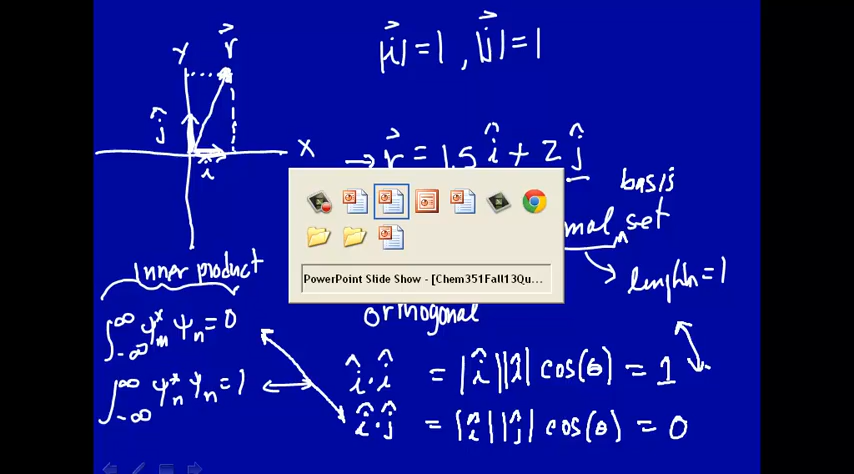 |i⃗| = 1 , |j⃗| = 1
Y
r⃗
ĵ
î
X
→ r⃗ = 1.5 î + 2 ĵ
basis
mal set
length = 1
PowerPoint Slide Show - [Chem351Fall13Qu...
orthogonal
Inner product
∫_{-∞}^{∞} ψ*_m ψ_n = 0
∫_{-∞}^{∞} ψ*_n ψ_n = 1
î·î = |î||î| cos(θ) = 1
î·ĵ = |î||ĵ| cos(θ) = 0